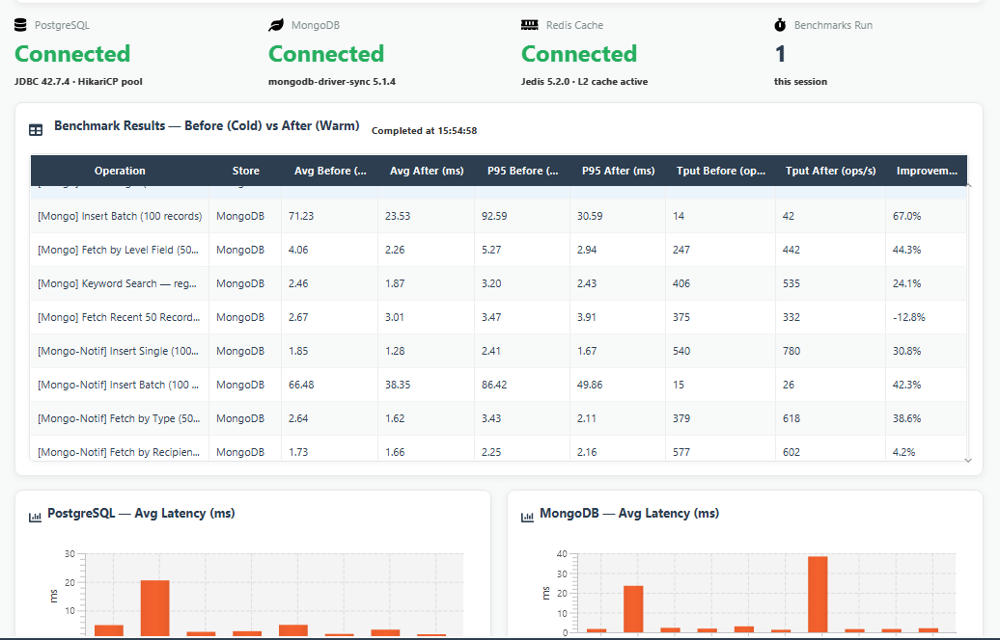 PostgreSQL MongoDB Redis Cache Benchmarks Run
Connected Connected Connected 1
JDBC 42.7.4 · HikariCP pool mongodb-driver-sync 5.1.4 Jedis 5.2.0 · L2 cache active this session
Benchmark Results — Before (Cold) vs After (Warm) Completed at 15:54:58
Operation Store Avg Before (... Avg After (ms) P95 Before (... P95 After (ms) Tput Before (op... Tput After (ops/s) Improvem...
[Mongo] Insert Batch (100 records) MongoDB 71.23 23.53 92.59 30.59 14 42 67.0%
[Mongo] Fetch by Level Field (50... MongoDB 4.06 2.26 5.27 2.94 247 442 44.3%
[Mongo] Keyword Search — reg... MongoDB 2.46 1.87 3.20 2.43 406 535 24.1%
[Mongo] Fetch Recent 50 Record... MongoDB 2.67 3.01 3.47 3.91 375 332 -12.8%
[Mongo-Notif] Insert Single (100... MongoDB 1.85 1.28 2.41 1.67 540 780 30.8%
[Mongo-Notif] Insert Batch (100 ... MongoDB 66.48 38.35 86.42 49.86 15 26 42.3%
[Mongo-Notif] Fetch by Type (50... MongoDB 2.64 1.62 3.43 2.11 379 618 38.6%
[Mongo-Notif] Fetch by Recipien... MongoDB 1.73 1.66 2.25 2.16 577 602 4.2%
PostgreSQL — Avg Latency (ms)
30
20
10
ms
MongoDB — Avg Latency (ms)
40
30
20
10
0
ms